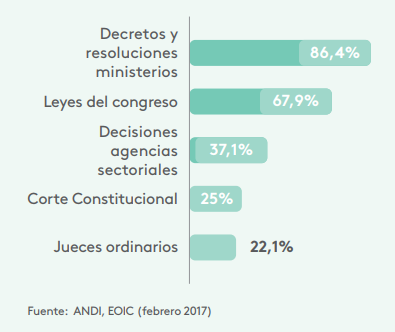 Decretos y
resoluciones
ministerios
86,4%
Leyes del congreso
67,9%
Decisiones
agencias
sectoriales
37,1%
Corte Constitucional
25%
Jueces ordinarios
22,1%
Fuente: ANDI, EOIC (febrero 2017)